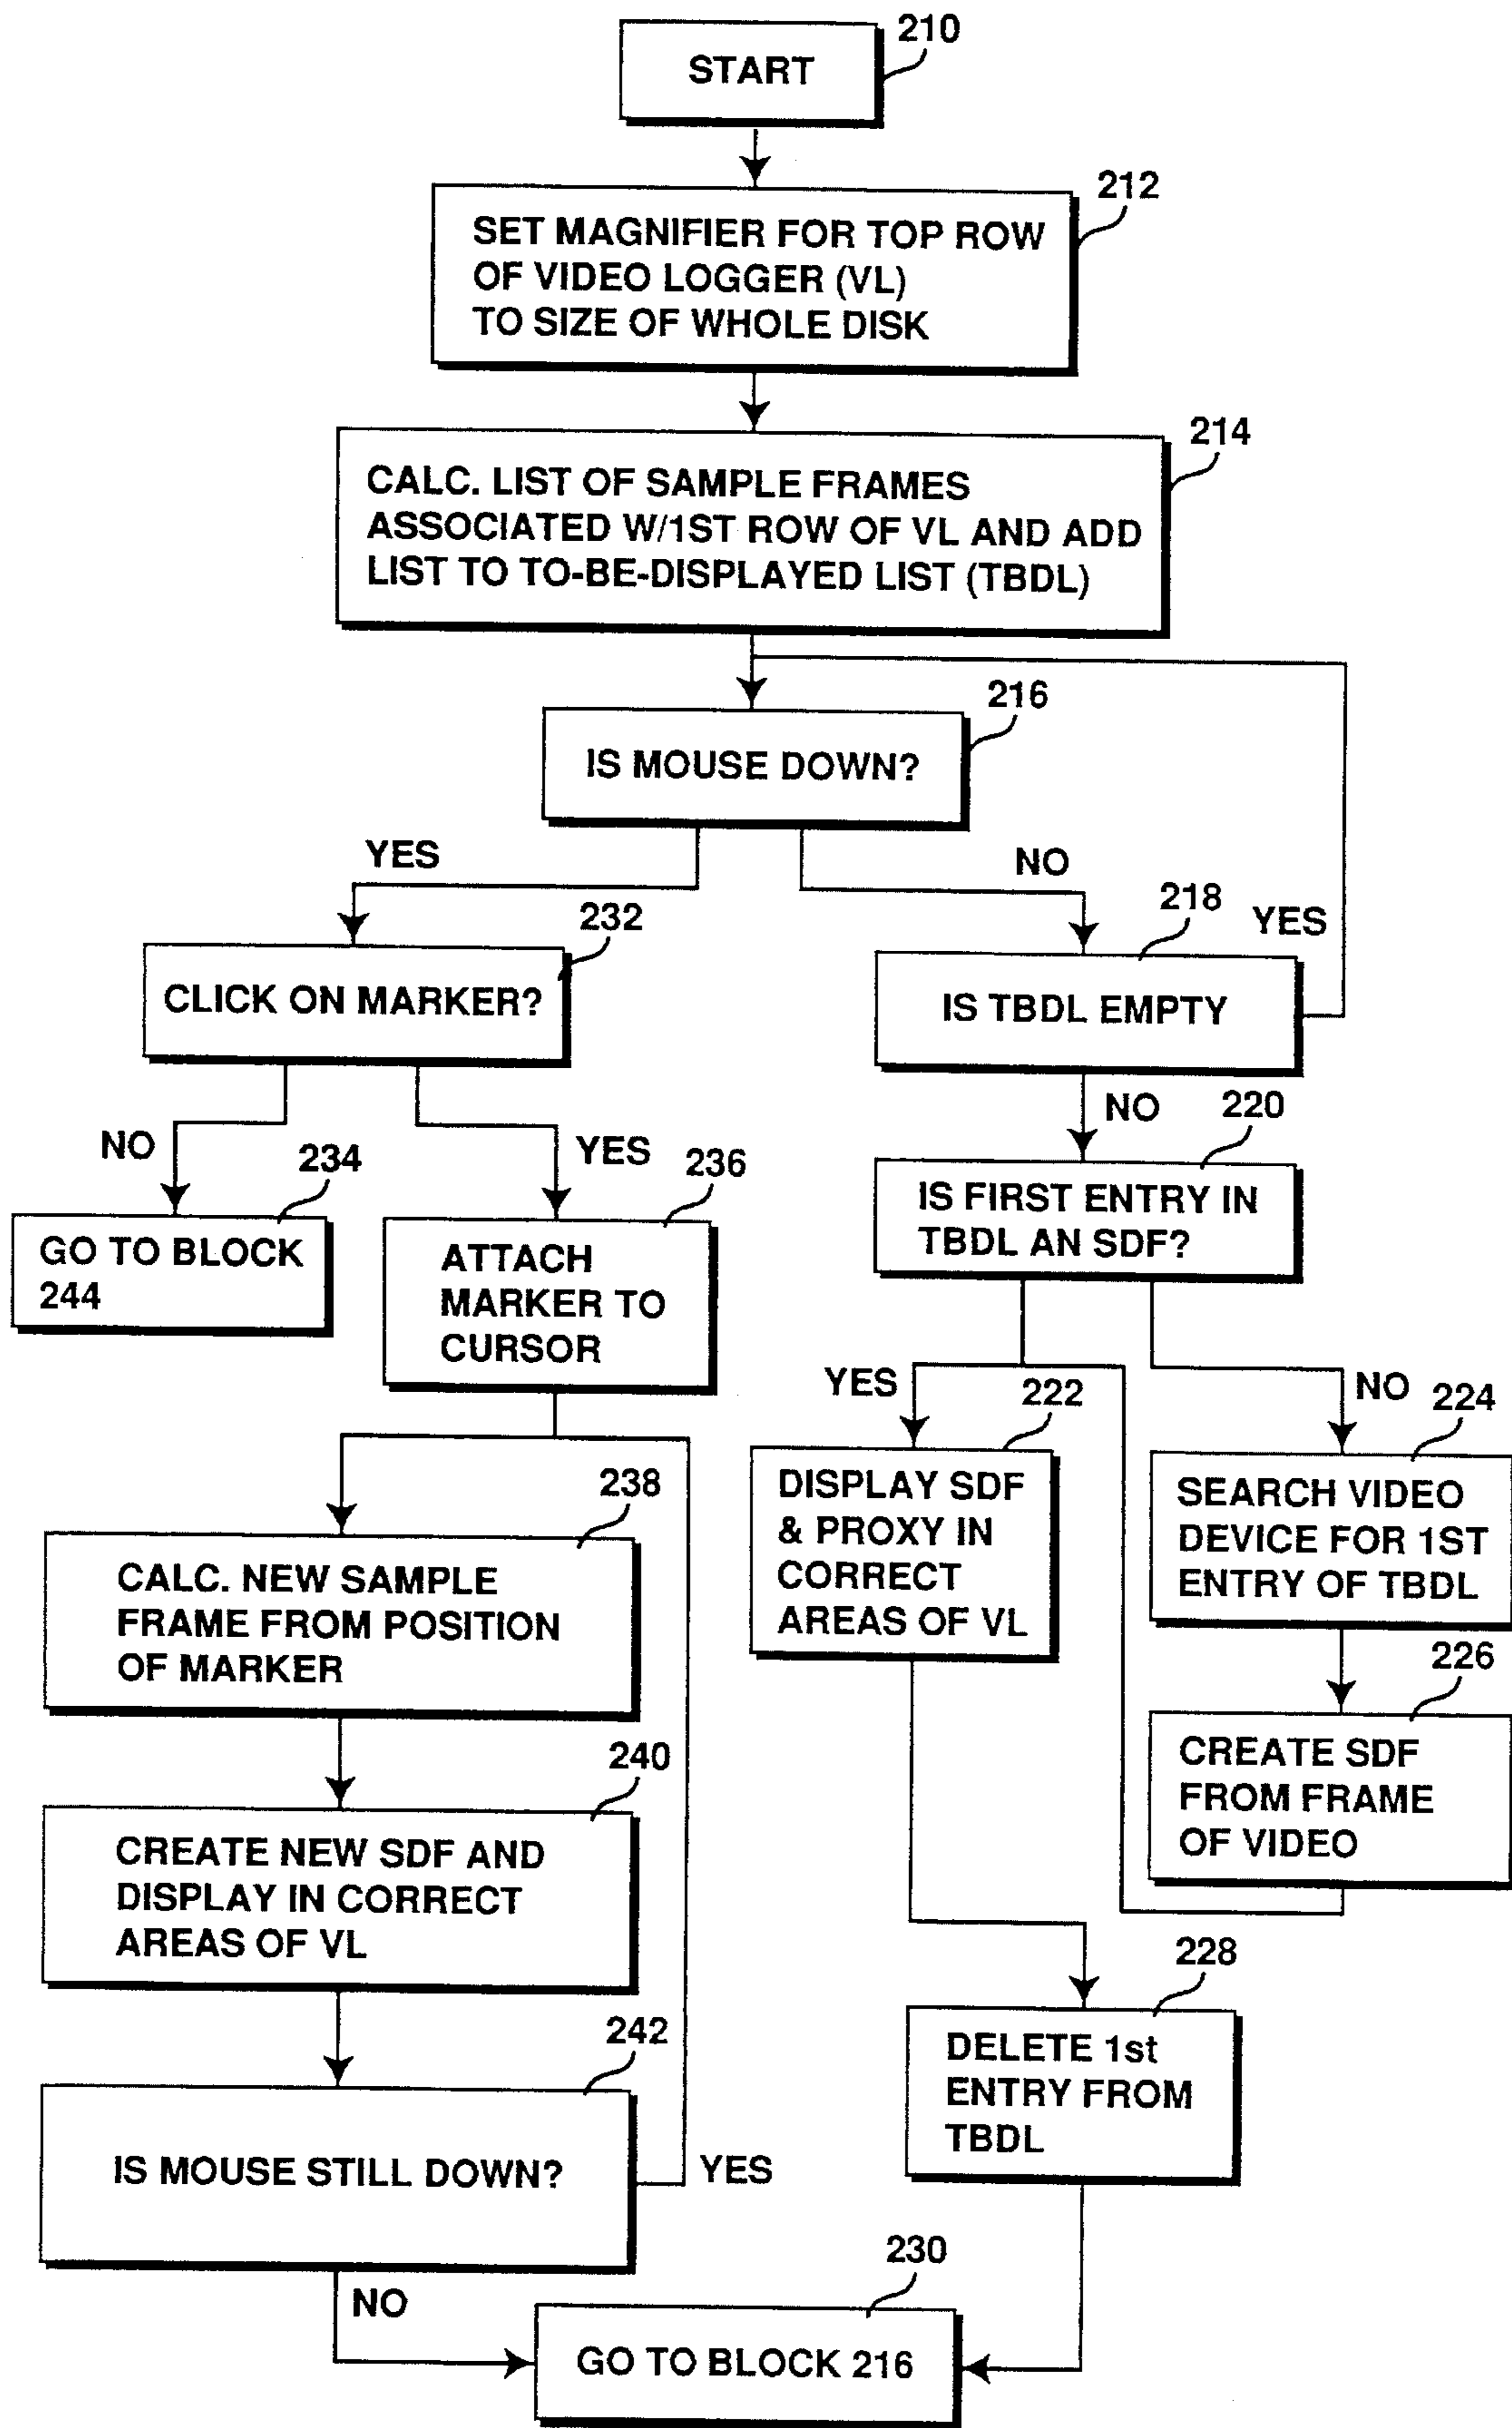 210
START
212
SET MAGNIFIER FOR TOP ROW
OF VIDEO LOGGER (VL)
TO SIZE OF WHOLE DISK
214
CALC. LIST OF SAMPLE FRAMES
ASSOCIATED W/1ST ROW OF VL AND ADD
LIST TO TO-BE-DISPLAYED LIST (TBDL)
216
IS MOUSE DOWN?
YES
NO
232
CLICK ON MARKER?
218
YES
IS TBDL EMPTY
NO
234
GO TO BLOCK
244
YES
236
ATTACH
MARKER TO
CURSOR
NO
220
IS FIRST ENTRY IN
TBDL AN SDF?
YES
222
DISPLAY SDF
& PROXY IN
CORRECT
AREAS OF VL
NO
224
SEARCH VIDEO
DEVICE FOR 1ST
ENTRY OF TBDL
226
CREATE SDF
FROM FRAME
OF VIDEO
238
CALC. NEW SAMPLE
FRAME FROM POSITION
OF MARKER
240
CREATE NEW SDF AND
DISPLAY IN CORRECT
AREAS OF VL
242
IS MOUSE STILL DOWN?
YES
NO
228
DELETE 1st
ENTRY FROM
TBDL
230
GO TO BLOCK 216